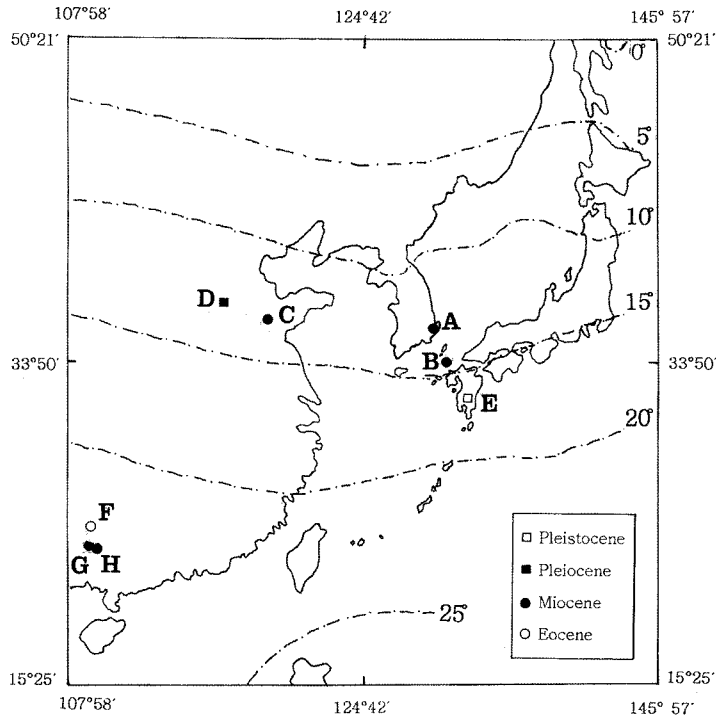 107°58′ 124°42′ 145° 57′
50°21′ 50°21′
0°
5°
10°
15°
D C A
B
33°50′ 33°50′
E
20°
F
G H
□ Pleistocene
■ Pleiocene
● Miocene
○ Eocene
25°
15°25′ 15°25′
107°58′ 124°42′ 145° 57′